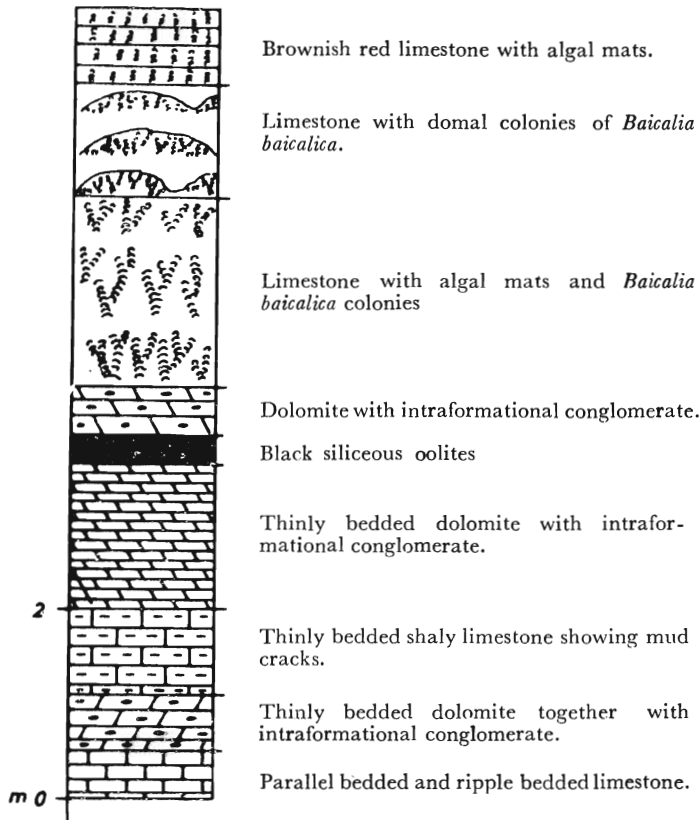 Brownish red limestone with algal mats.
Limestone with domal colonies of Baicalia
baicalica.
Limestone with algal mats and Baicalia
baicalica colonies
Dolomite with intraformational conglomerate.
Black siliceous oolites
Thinly bedded dolomite with intrafor-
mational conglomerate.
2
Thinly bedded shaly limestone showing mud
cracks.
Thinly bedded dolomite together with
intraformational conglomerate.
Parallel bedded and ripple bedded limestone.
m 0